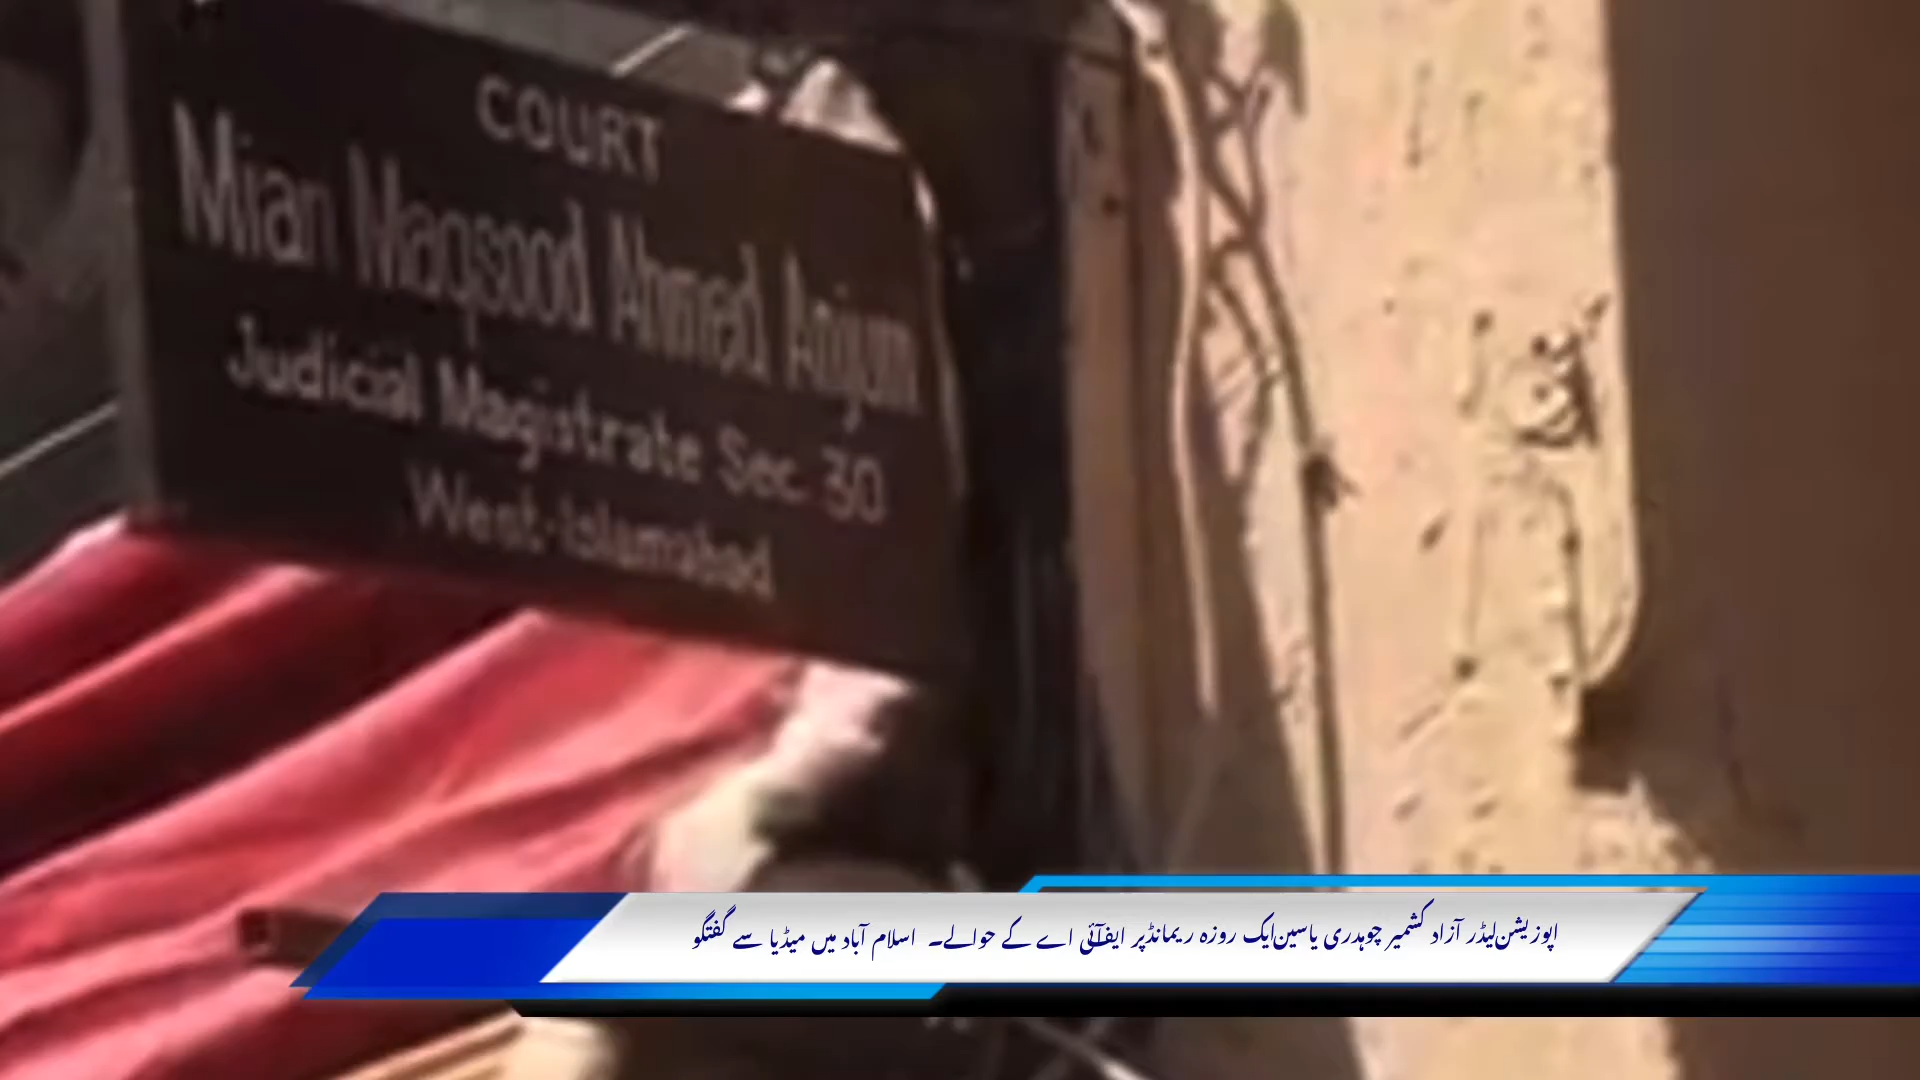 COURT
Mian Maqsood Ahmed Anjum
Judicial Magistrate Sec 30
West-Islamabad
اپوزیشن لیڈر آزاد کشمیر چوہدری یاسین ایک روزہ ریمانڈ پر ایف آئی اے کے حوالے۔ اسلام آباد میں میڈیا سے گفتگو